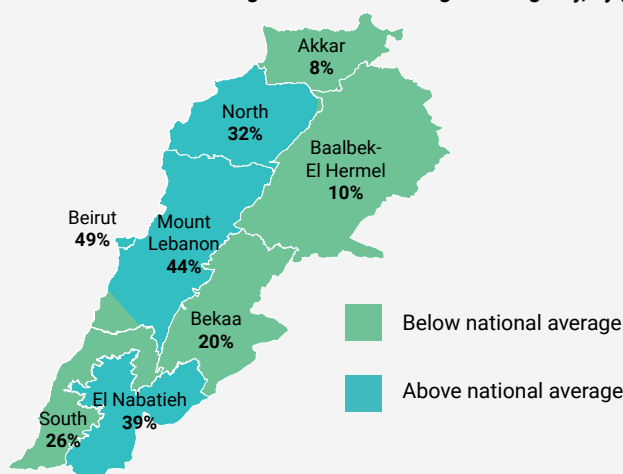 Akkar
8%
North
32%
Baalbek-
El Hermel
10%
Beirut
49%
Mount
Lebanon
44%
Bekaa
20%
Below national average
Above national average
El Nabatieh
39%
South
26%